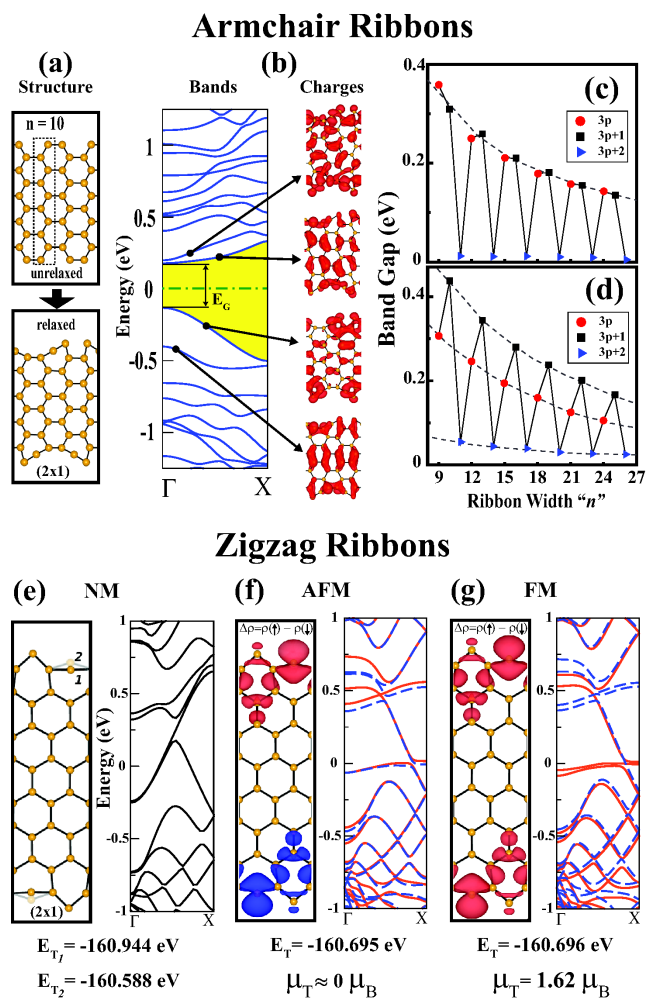 Armchair Ribbons
(a)
Structure
n = 10
unrelaxed
relaxed
(2x1)
(b)
Bands
Charges
Energy (eV)
1
0.5
0
-0.5
-1
E_G
Γ
X
(c)
3p
3p+1
3p+2
0.4
0.2
0
Band Gap (eV)
(d)
3p
3p+1
3p+2
0.4
0.2
0
9 12 15 18 21 24 27
Ribbon Width “n”
Zigzag Ribbons
(e) NM
2
1
(2x1)
Energy (eV)
1
0.5
0
-0.5
-1
Γ X
E_T1 = -160.944 eV
E_T2 = -160.588 eV
(f) AFM
Δρ=ρ(↑) − ρ(↓)
1
0.5
0
-0.5
-1
Γ X
E_T = -160.695 eV
μ_T ≈ 0 μ_B
(g) FM
Δρ=ρ(↑) − ρ(↓)
1
0.5
0
-0.5
-1
Γ X
E_T = -160.696 eV
μ_T = 1.62 μ_B